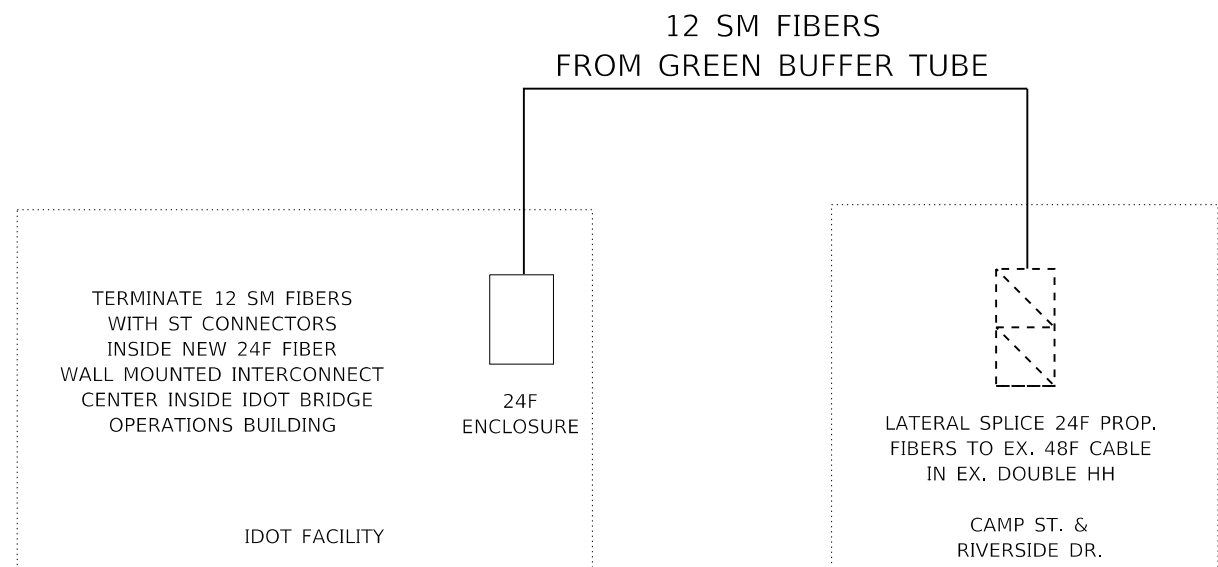 12 SM FIBERS
FROM GREEN BUFFER TUBE
TERMINATE 12 SM FIBERS
WITH ST CONNECTORS
INSIDE NEW 24F FIBER
WALL MOUNTED INTERCONNECT
CENTER INSIDE IDOT BRIDGE
OPERATIONS BUILDING
24F
ENCLOSURE
IDOT FACILITY
LATERAL SPLICE 24F PROP.
FIBERS TO EX. 48F CABLE
IN EX. DOUBLE HH
CAMP ST. &
RIVERSIDE DR.